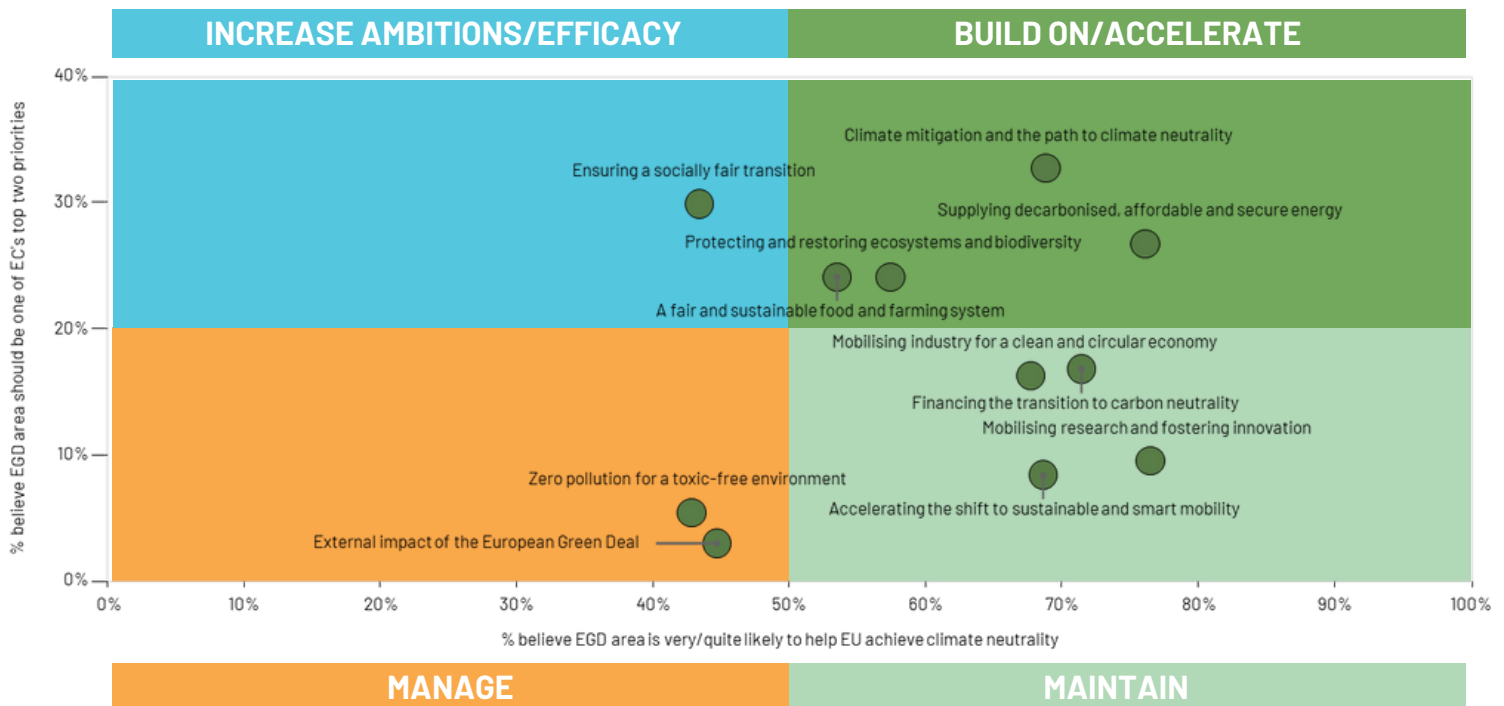 INCREASE AMBITIONS/EFFICACY
BUILD ON/ACCELERATE
% believe EGD area should be one of EC's top two priorities
40%
30%
20%
10%
0%
Climate mitigation and the path to climate neutrality
Ensuring a socially fair transition
Supplying decarbonised, affordable and secure energy
Protecting and restoring ecosystems and biodiversity
A fair and sustainable food and farming system
Mobilising industry for a clean and circular economy
Financing the transition to carbon neutrality
Mobilising research and fostering innovation
Zero pollution for a toxic-free environment
Accelerating the shift to sustainable and smart mobility
External impact of the European Green Deal
0%
10%
20%
30%
40%
50%
60%
70%
80%
90%
100%
% believe EGD area is very/quite likely to help EU achieve climate neutrality
MANAGE
MAINTAIN